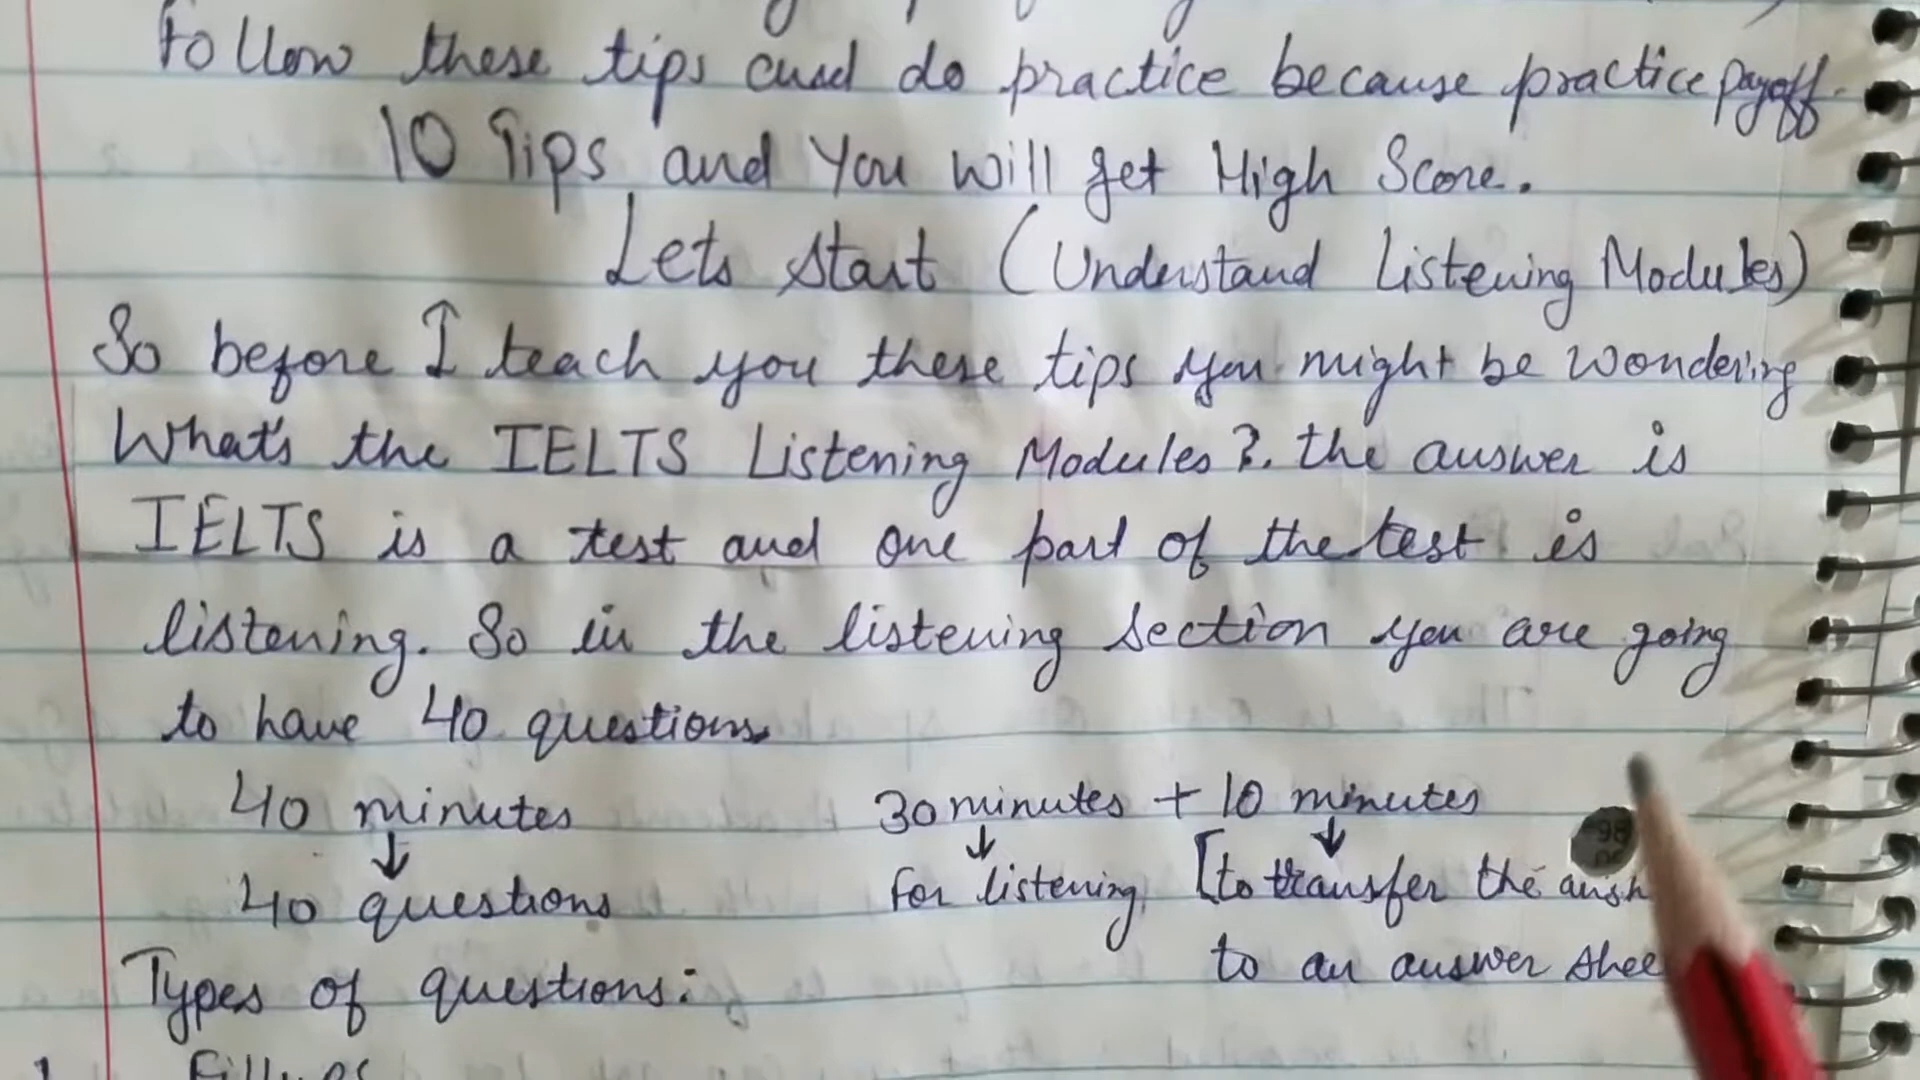 Follow these tips and do practice because practice payoff.
10 Tips and You Will get High Score.
Lets start (Understand Listening Modules)
So before I teach you these tips you might be wondering
What's the IELTS Listening Modules?. the answer is
IELTS is a test and one part of the test is
listening. So in the listening section you are going
to have 40 questions
40 minutes 30 minutes + 10 minutes
↓ ↓ ↓
40 questions for listening [to transfer the
to an answer
Types of questions:
1